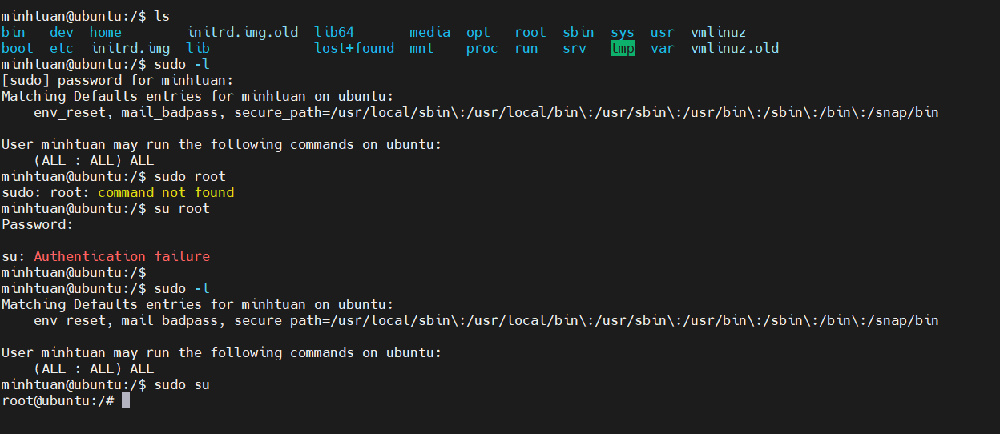 minhtuan@ubuntu:/$ ls
bin   dev  home        initrd.img.old  lib64       media  opt   root  sbin  sys  usr  vmlinuz
boot  etc  initrd.img  lib             lost+found  mnt    proc  run   srv   tmp  var  vmlinuz.old
minhtuan@ubuntu:/$ sudo -l
[sudo] password for minhtuan:
Matching Defaults entries for minhtuan on ubuntu:
    env_reset, mail_badpass, secure_path=/usr/local/sbin\:/usr/local/bin\:/usr/sbin\:/usr/bin\:/sbin\:/bin\:/snap/bin

User minhtuan may run the following commands on ubuntu:
    (ALL : ALL) ALL
minhtuan@ubuntu:/$ sudo root
sudo: root: command not found
minhtuan@ubuntu:/$ su root
Password:

su: Authentication failure
minhtuan@ubuntu:/$
minhtuan@ubuntu:/$ sudo -l
Matching Defaults entries for minhtuan on ubuntu:
    env_reset, mail_badpass, secure_path=/usr/local/sbin\:/usr/local/bin\:/usr/sbin\:/usr/bin\:/sbin\:/bin\:/snap/bin

User minhtuan may run the following commands on ubuntu:
    (ALL : ALL) ALL
minhtuan@ubuntu:/$ sudo su
root@ubuntu:/#